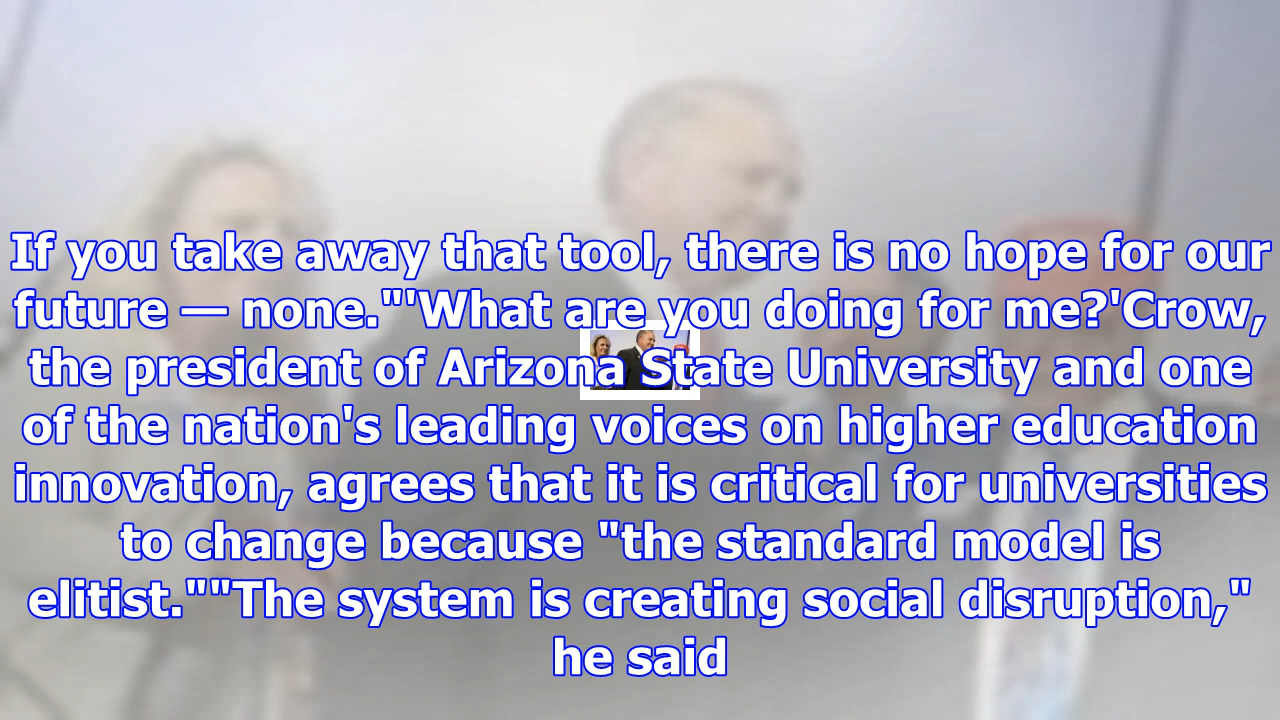 If you take away that tool, there is no hope for our
future — none."'What are you doing for me?'Crow,
the president of Arizona State University and one
of the nation's leading voices on higher education
innovation, agrees that it is critical for universities
to change because "the standard model is
elitist.""The system is creating social disruption,"
he said